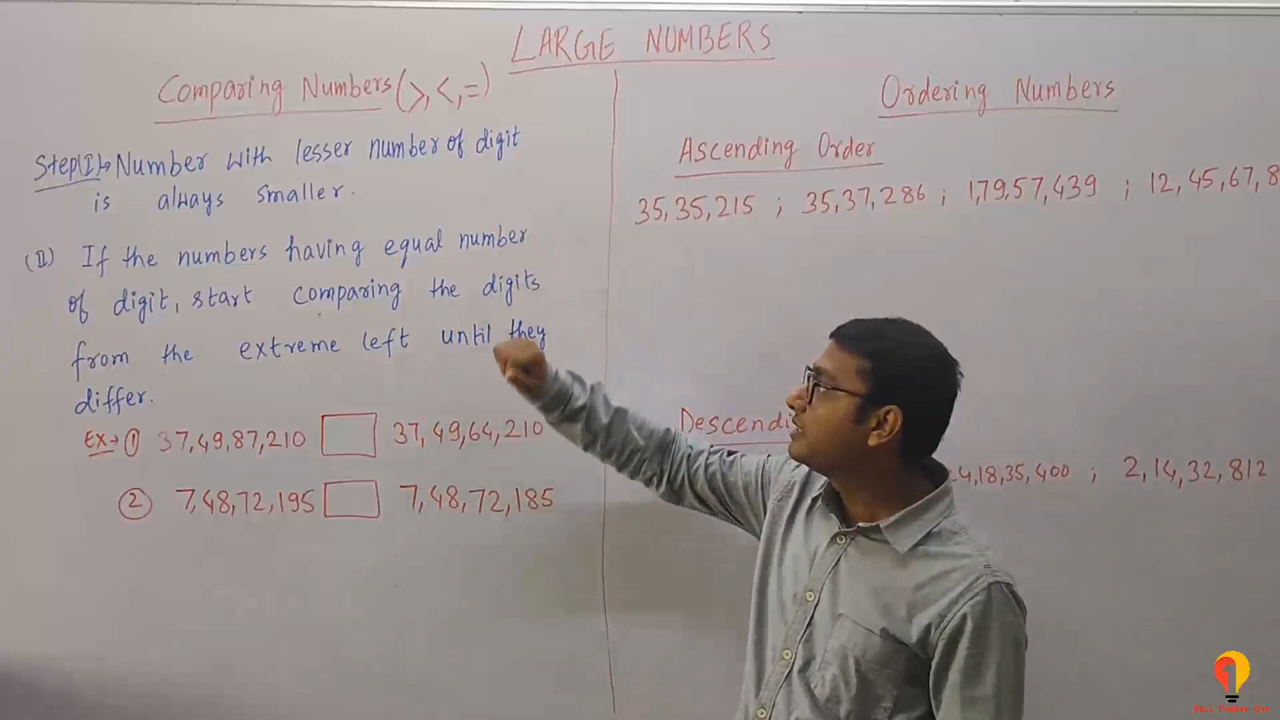 LARGE NUMBERS
Comparing Numbers (>, <, =)
Step(I)→ Number with lesser number of digit
is always smaller.
(II) If the numbers having equal number
of digit, start comparing the digits
from the extreme left until they
differ.
Ex→ ① 37,49,87,210 37,49,64,210
② 7,48,72,195 7,48,72,185
Ordering Numbers
Ascending Order
35,35,215 ; 35,37,286 ; 1,79,57,439 ; 12,45,67,8
Descendi
4,18,35,400 ; 2,14,32,812